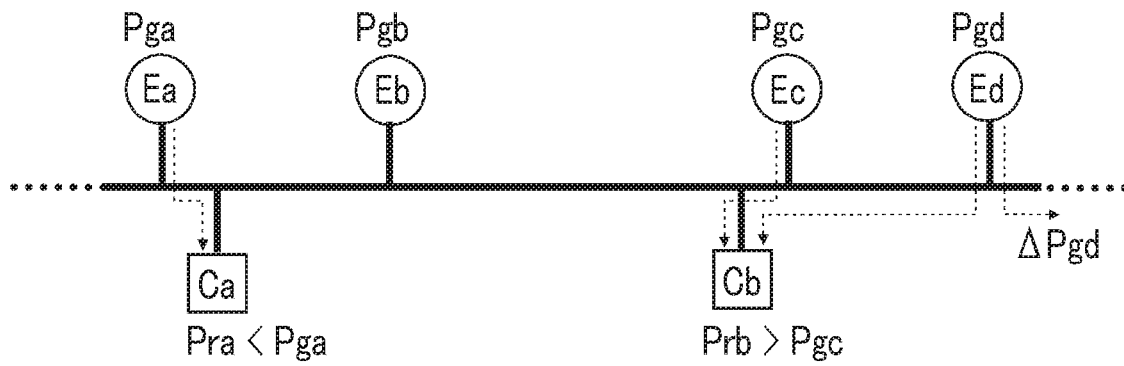 Pga Pgb Pgc Pgd
Ea Eb Ec Ed
ΔPgd
Ca Cb
Pra < Pga Prb > Pgc